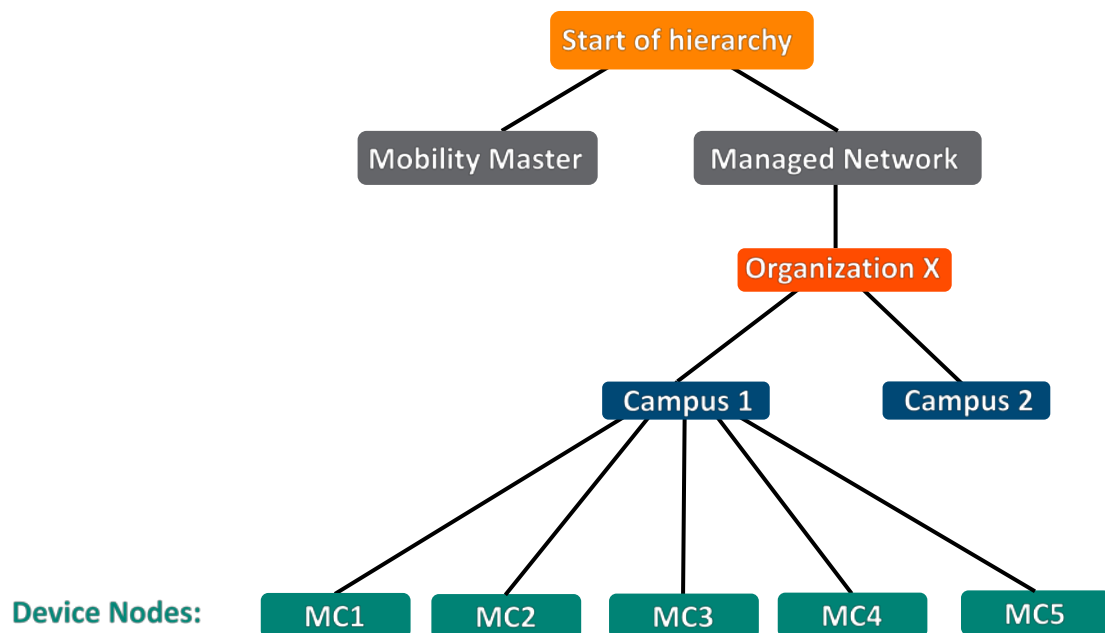 Start of hierarchy
Mobility Master
Managed Network
Organization X
Campus 1
Campus 2
Device Nodes:
MC1
MC2
MC3
MC4
MC5